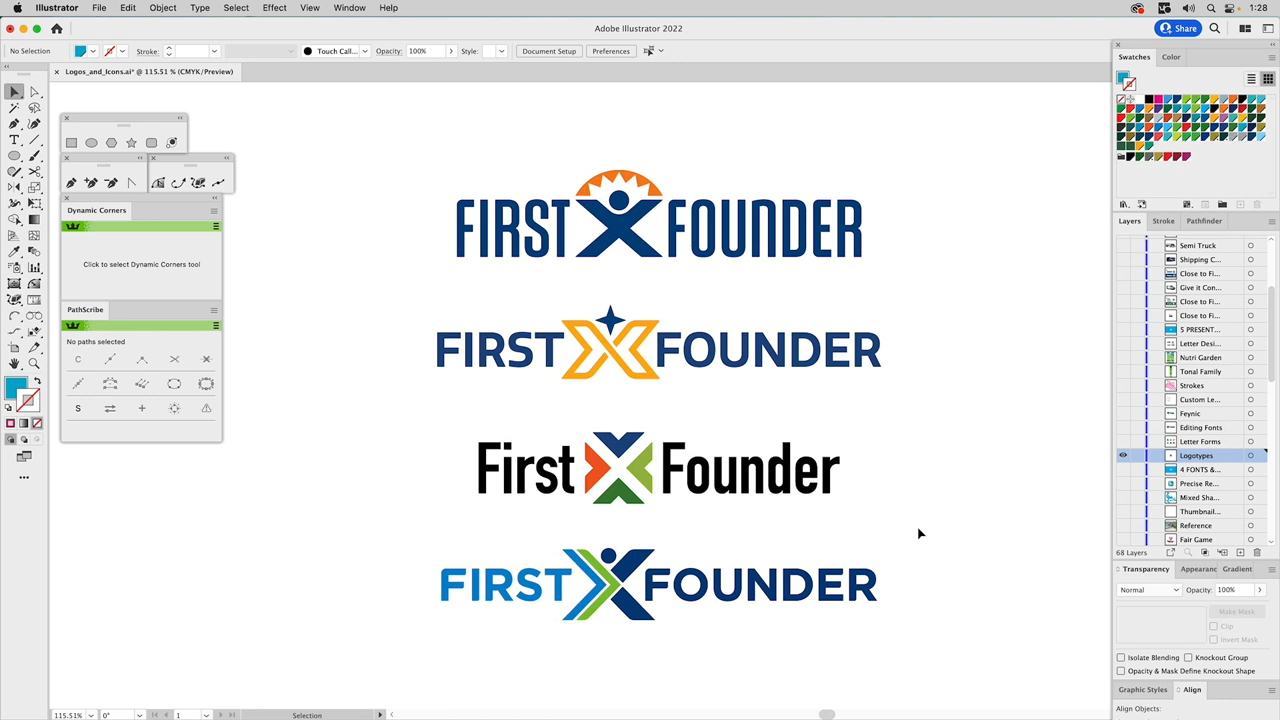 Illustrator File Edit Object Type Select Effect View Window Help 1:28
Adobe Illustrator 2022
Share
No Selection Stroke: Touch Call... Opacity: 100% Style: Document Setup Preferences
Logos_and_Icons.ai* @ 115.51 % (CMYK/Preview)
Swatches Color
Dynamic Corners
Click to select Dynamic Corners tool
PathScribe
No paths selected
C
S
FIRST X FOUNDER
FIRST X FOUNDER
First X Founder
FIRST X FOUNDER
Layers Stroke Pathfinder
Semi Truck
Shipping C...
Close to Fi...
Give it Con...
Close to Fi...
Close to Fi...
5 PRESENT...
Letter Desi...
Nutri Garden
Tonal Family
Strokes
Custom Le...
Feynic
Editing Fonts
Letter Forms
Logotypes
4 FONTS &...
Precise Re...
Mixed Sha...
Thumbnail...
Reference
Fair Game
68 Layers
Transparency Appearanc Gradient
Normal Opacity: 100%
Make Mask
Clip
Invert Mask
Isolate Blending Knockout Group
Opacity & Mask Define Knockout Shape
Graphic Styles Align
Align Objects:
115.51% 0° 1 Selection